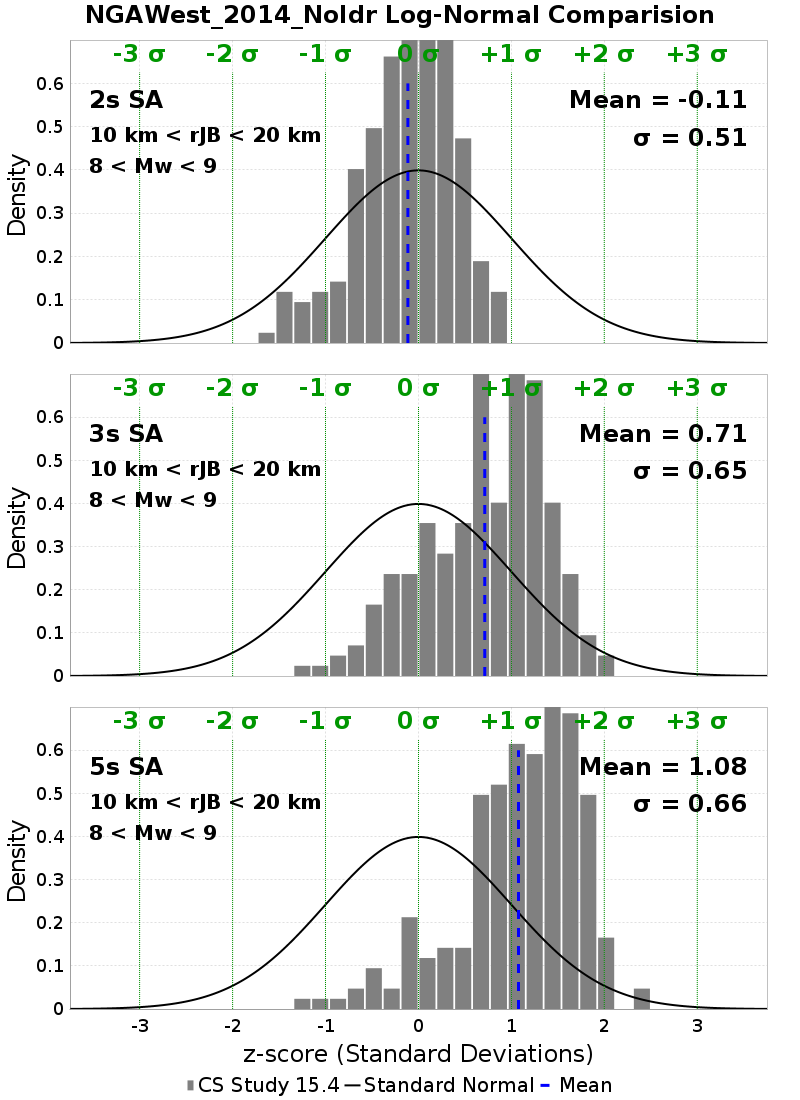 NGAWest_2014_NoIdr Log-Normal Comparision
-3 σ -2 σ -1 σ 0 σ +1 σ +2 σ +3 σ
0.6
2s SA Mean = -0.11
0.5
10 km < rJB < 20 km σ = 0.51
8 < Mw < 9
0.4
0.3
0.2
0.1
0
Density
-3 σ -2 σ -1 σ 0 σ +1 σ +2 σ +3 σ
0.6
3s SA Mean = 0.71
0.5
10 km < rJB < 20 km σ = 0.65
8 < Mw < 9
0.4
0.3
0.2
0.1
0
Density
-3 σ -2 σ -1 σ 0 σ +1 σ +2 σ +3 σ
0.6
5s SA Mean = 1.08
0.5
10 km < rJB < 20 km σ = 0.66
8 < Mw < 9
0.4
0.3
0.2
0.1
0
Density
-3 -2 -1 0 1 2 3
z-score (Standard Deviations)
CS Study 15.4 Standard Normal Mean